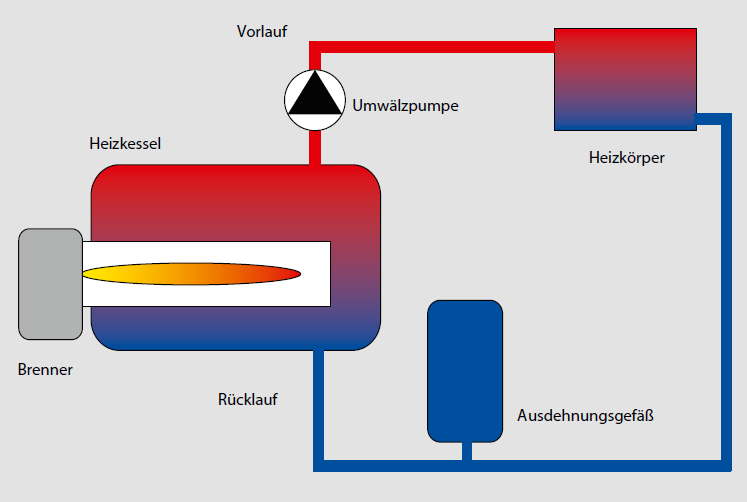 Vorlauf
Umwälzpumpe
Heizkessel
Heizkörper
Brenner
Rücklauf
Ausdehnungsgefäß